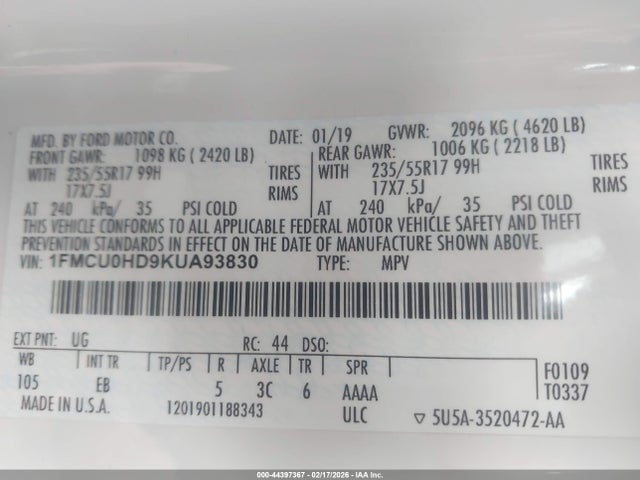 MFD. BY FORD MOTOR CO. DATE: 01/19 GVWR: 2096 KG ( 4620 LB)
FRONT GAWR: 1098 KG ( 2420 LB) REAR GAWR: 1006 KG ( 2218 LB)
WITH 235/55R17 99H TIRES WITH 235/55R17 99H TIRES
17X7.5J RIMS 17X7.5J RIMS
AT 240 kPa/ 35 PSI COLD AT 240 kPa/ 35 PSI COLD
THIS VEHICLE CONFORMS TO ALL APPLICABLE FEDERAL MOTOR VEHICLE SAFETY AND THEFT
PREVENTION STANDARDS IN EFFECT ON THE DATE OF MANUFACTURE SHOWN ABOVE.
VIN: 1FMCU0HD9KUA93830 TYPE: MPV
EXT PNT: UG RC: 44 DSO:
WB INT TR TP/PS R AXLE TR SPR F0109
105 EB 5 3C 6 AAAA T0337
MADE IN U.S.A. 1201901188343 ULC ▽ 5U5A-3520472-AA
000-44397367 - 02/17/2026 - IAA, Inc.